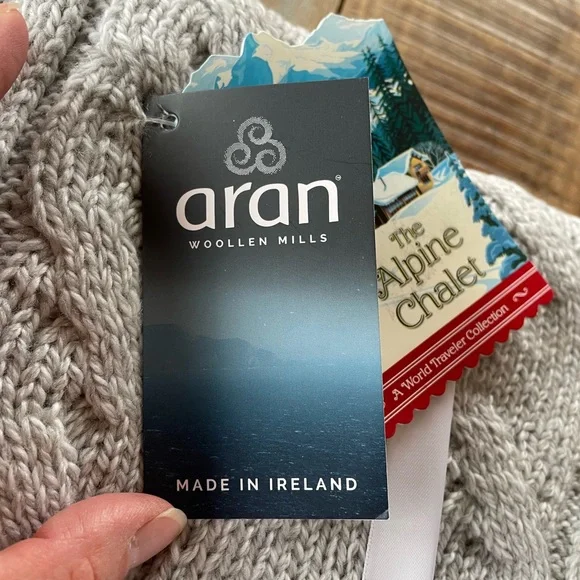 aran
WOOLLEN MILLS
MADE IN IRELAND
The
Alpine
Chalet
A World Traveler Collection